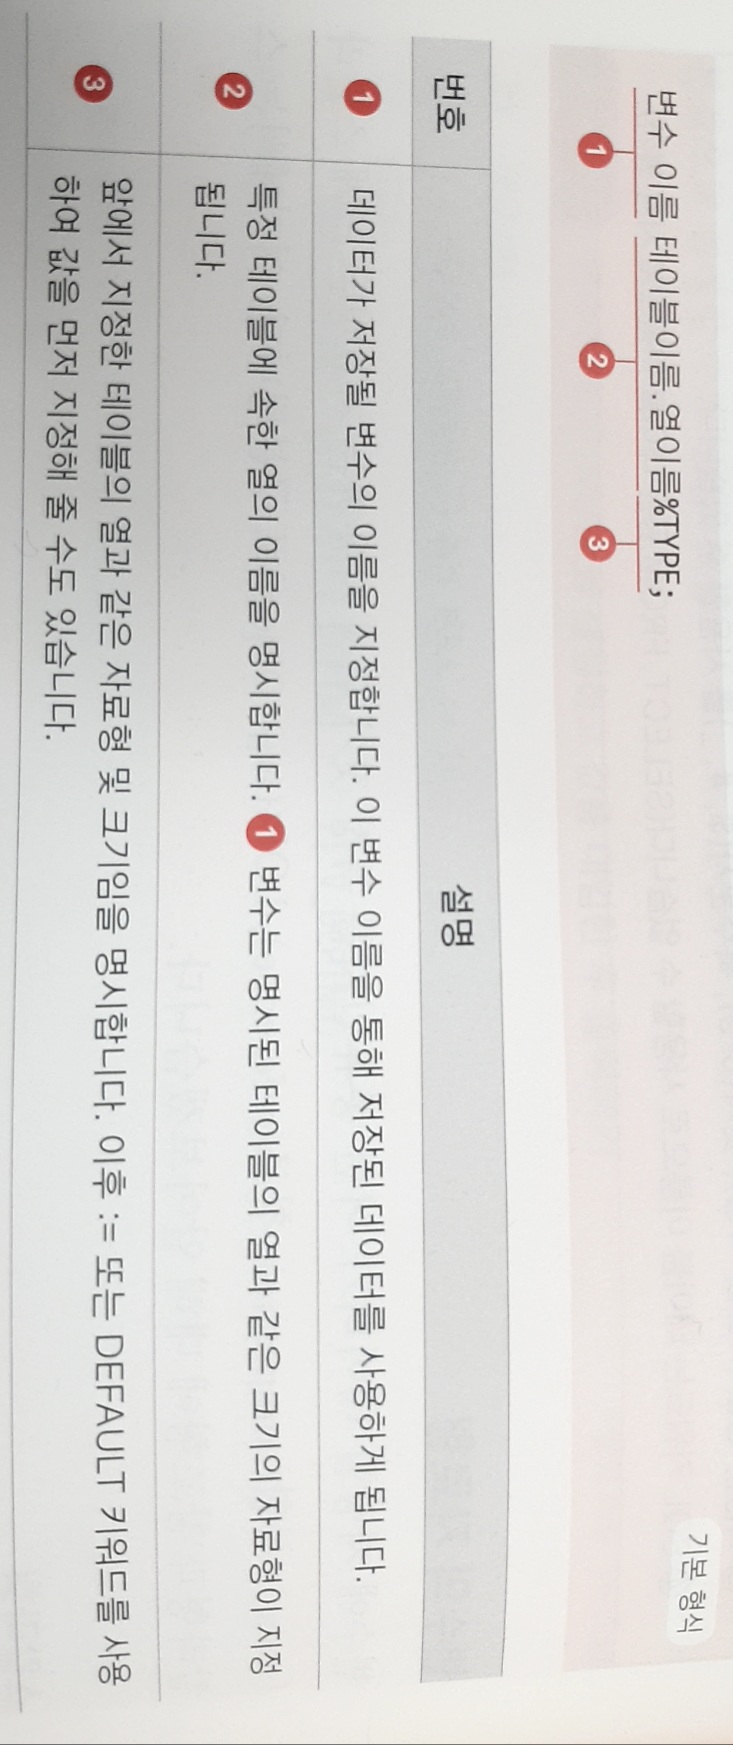 기본 형식
변수 이름 테이블이름.열이름%TYPE;
1 2 3
번호 설명
1 데이터가 저장될 변수의 이름을 지정합니다. 이 변수 이름을 통해 저장된 데이터를 사용하게 됩니다.
2 특정 테이블에 속한 열의 이름을 명시합니다. 1 변수는 명시된 테이블의 열과 같은 크기의 자료형이 지정
됩니다.
3 앞에서 지정한 테이블의 열과 같은 자료형 및 크기임을 명시합니다. 이후 := 또는 DEFAULT 키워드를 사용
하여 값을 먼저 지정해 줄 수도 있습니다.